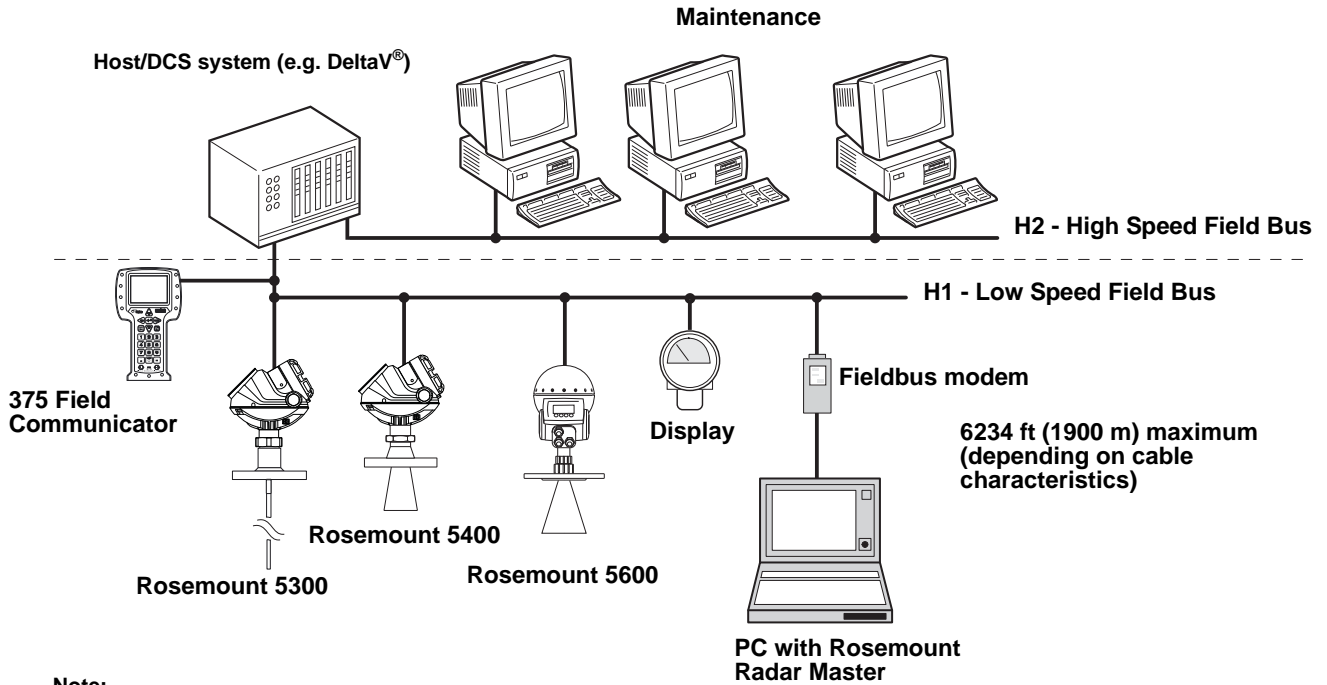 Maintenance
Host/DCS system (e.g. DeltaV®)
H2 - High Speed Field Bus
H1 - Low Speed Field Bus
375 Field
Communicator
Fieldbus modem
Display
6234 ft (1900 m) maximum
(depending on cable
characteristics)
Rosemount 5400
Rosemount 5600
Rosemount 5300
PC with Rosemount
Radar Master
Note: